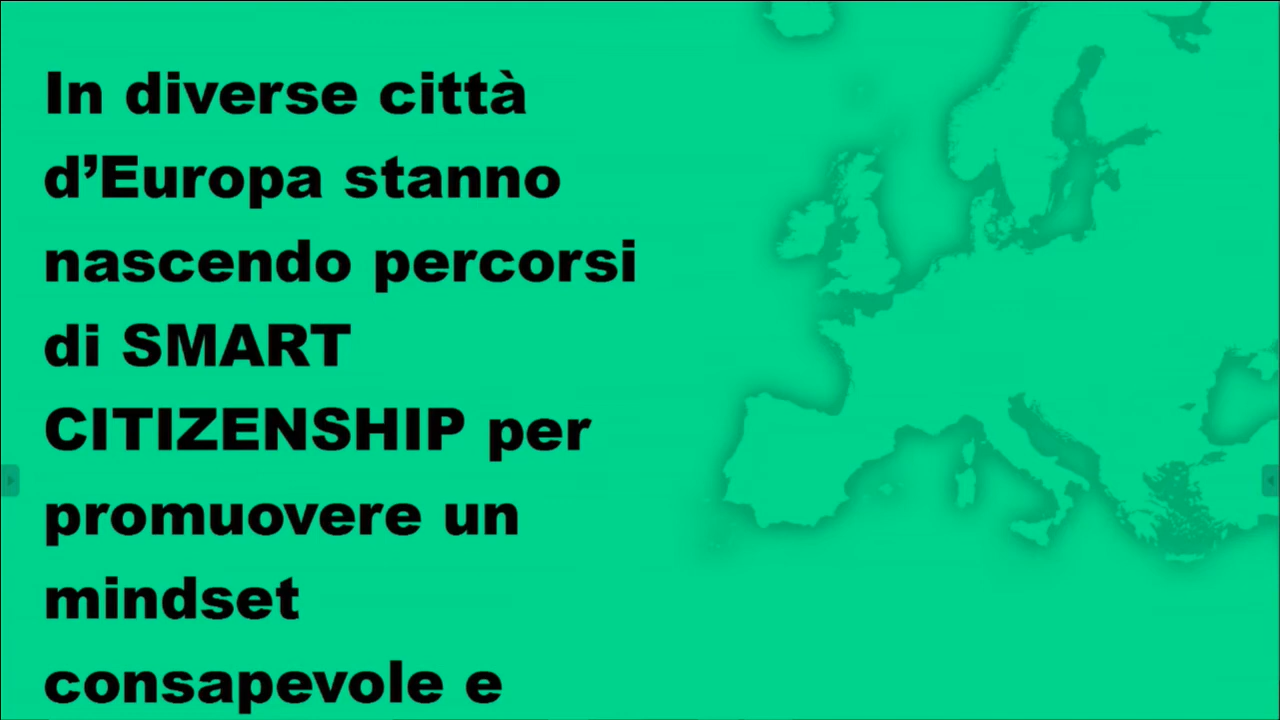 In diverse città
d’Europa stanno
nascendo percorsi
di SMART
CITIZENSHIP per
promuovere un
mindset
consapevole e